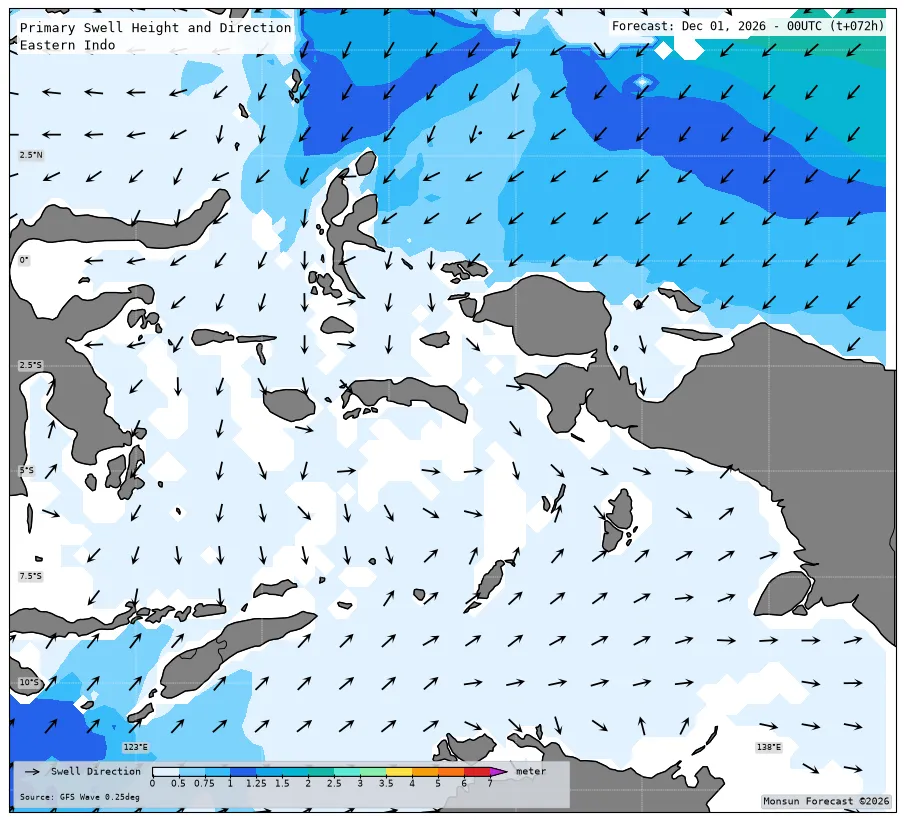 Primary Swell Height and Direction
Eastern Indo
Forecast: Dec 01, 2026 - 00UTC (t+072h)
2.5°N
0°
2.5°S
5°S
7.5°S
10°S
123°E
138°E
Swell Direction
meter
0 0.5 0.75 1 1.25 1.5 2 2.5 3 3.5 4 5 6 7
Source: GFS Wave 0.25deg
Monsun Forecast ©2026